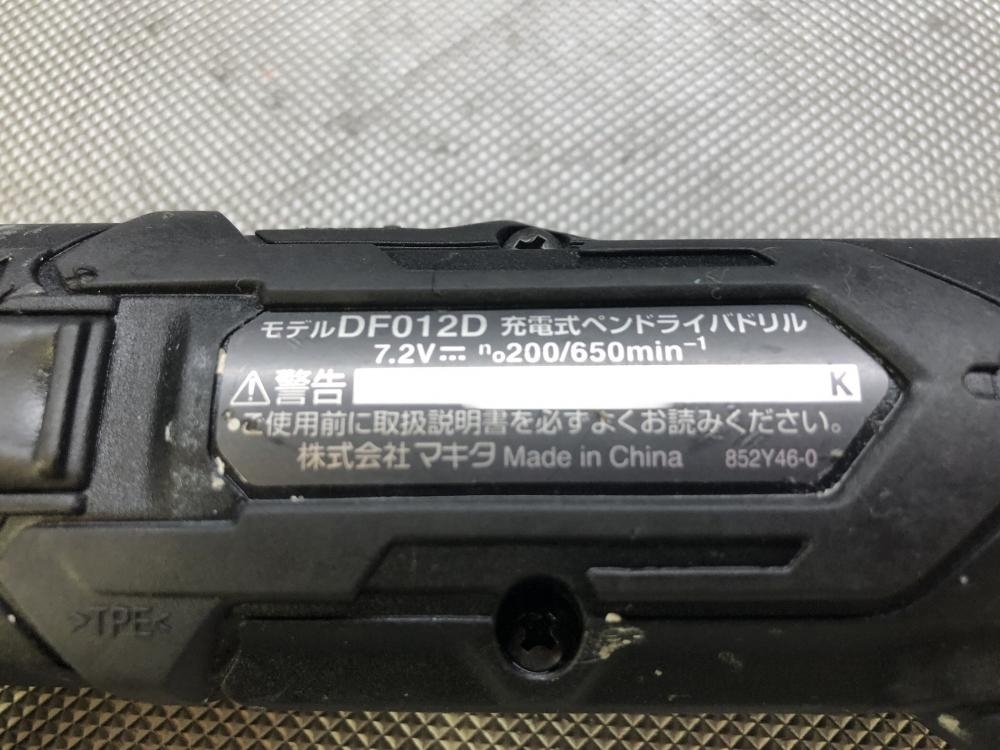 モデルDF012D 充電式ペンドライバドリル
7.2V⎓ n₀200/650min⁻¹
⚠警告 K
●ご使用前に取扱説明書を必ずよくお読みください。
株式会社マキタ Made in China 852Y46-0
>TPE<